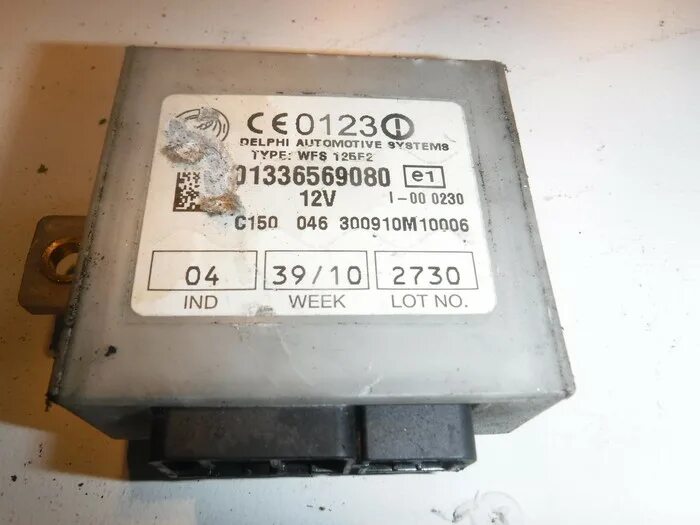 CE0123
DELPHI AUTOMOTIVE SYSTEMS
TYPE: WFS 125F2
01336569080 e1
12V I-00 0230
C150 046 300910M10006
04 39/10 2730
IND WEEK LOT NO.